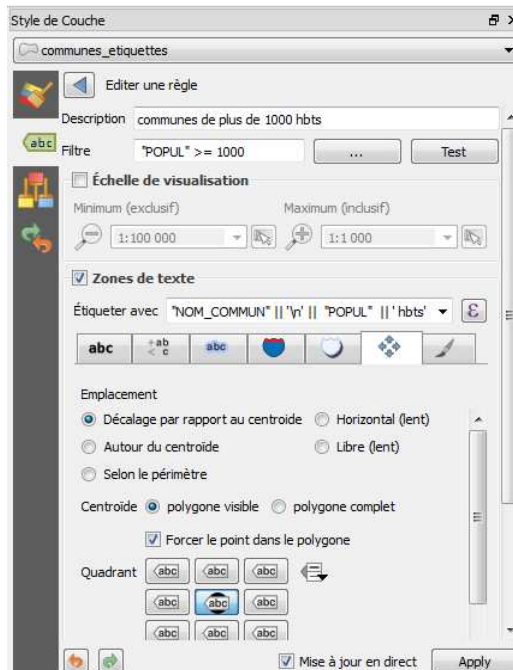 Style de Couche
communes_etiquettes
Editer une règle
Description communes de plus de 1000 hbts
abc
Filtre "POPUL" >= 1000 ... Test
Échelle de visualisation
Minimum (exclusif) Maximum (inclusif)
1:100 000 1:1 000
Zones de texte
Étiqueter avec "NOM_COMMUN" || '\n' || "POPUL" || ' hbts' ε
abc +ab < c abc
Emplacement
Décalage par rapport au centroide Horizontal (lent)
Autour du centroïde Libre (lent)
Selon le périmètre
Centroïde polygone visible polygone complet
Forcer le point dans le polygone
Quadrant abc abc abc
abc abc abc
abc abc abc
Mise à jour en direct Apply